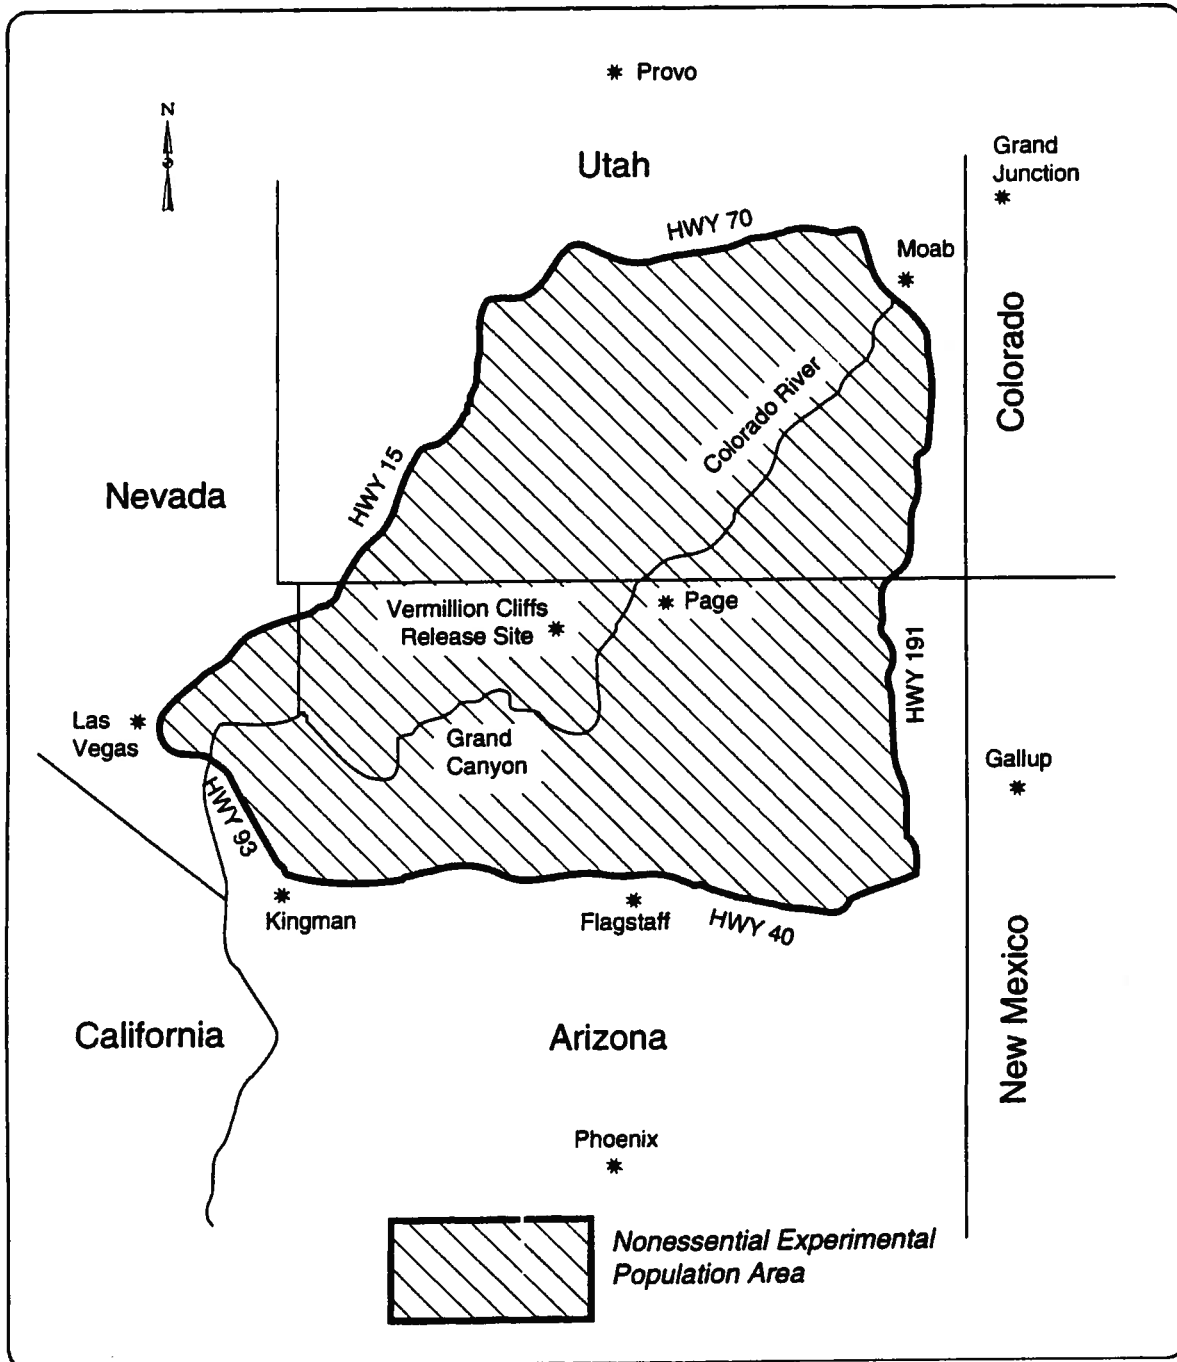 Provo
N
Utah
Grand
Junction
HWY 70
Moab
Colorado
Colorado River
HWY 15
Nevada
Vermillion Cliffs
Release Site
Page
HWY 191
Las
Vegas
Grand
Canyon
Gallup
HWY 93
Kingman
Flagstaff
HWY 40
New Mexico
California
Arizona
Phoenix
Nonessential Experimental
Population Area